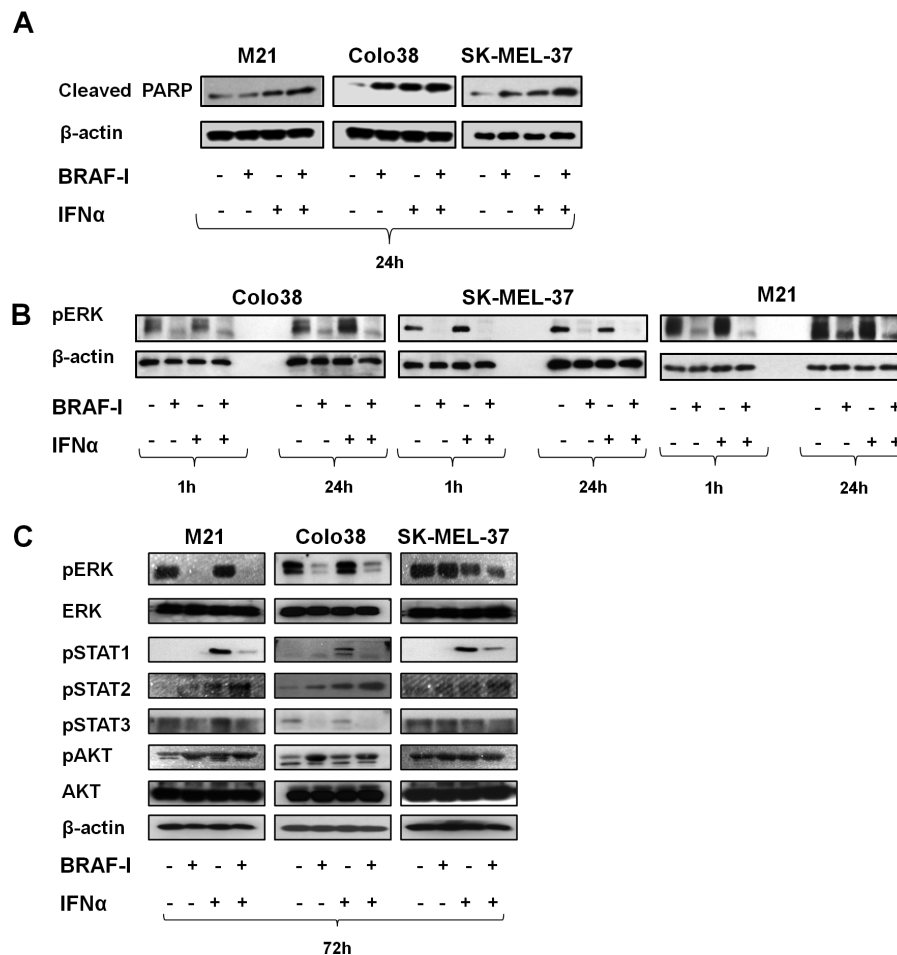 A
M21 Colo38 SK-MEL-37
Cleaved PARP
β-actin
BRAF-I - + - + - + - + - + - +
IFNα - - + + - - + + - - + +
24h
B
Colo38 SK-MEL-37 M21
pERK
β-actin
BRAF-I - + - + - + - + - + - + - + - + - + - + - + - +
IFNα - - + + - - + + - - + + - - + + - - + + - - + +
1h 24h 1h 24h 1h 24h
C
M21 Colo38 SK-MEL-37
pERK
ERK
pSTAT1
pSTAT2
pSTAT3
pAKT
AKT
β-actin
BRAF-I - + - + - + - + - + - +
IFNα - - + + - - + + - - + +
72h